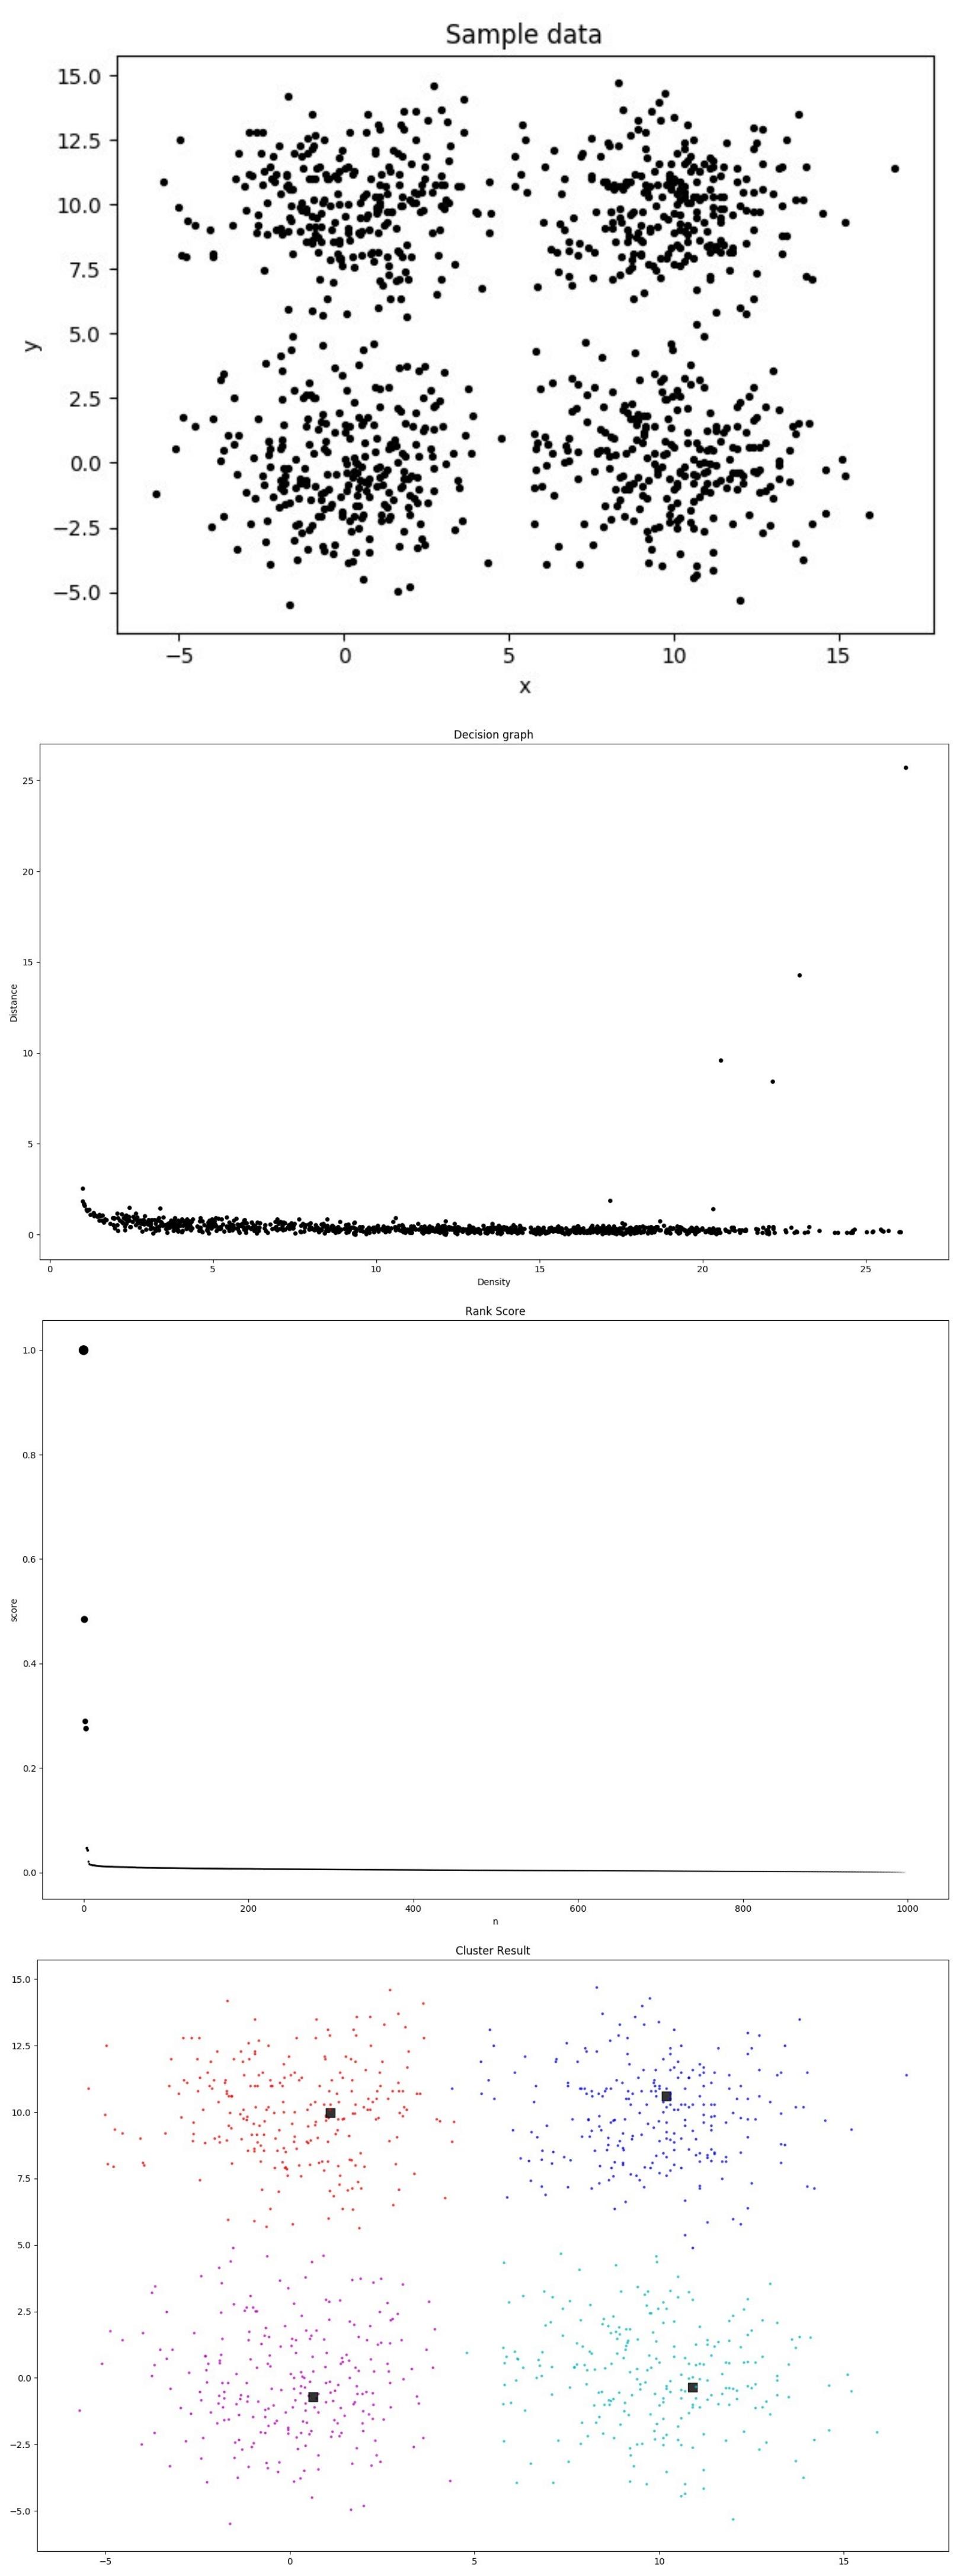 Sample data
15.0
12.5
10.0
7.5
5.0
2.5
0.0
−2.5
−5.0
y
−5 0 5 10 15
x
Decision graph
25
20
15
10
5
0
Distance
0 5 10 15 20 25
Density
Rank Score
1.0
0.8
0.6
0.4
0.2
0.0
score
0 200 400 600 800 1000
n
Cluster Result
15.0
12.5
10.0
7.5
5.0
2.5
0.0
−2.5
−5.0
−5 0 5 10 15